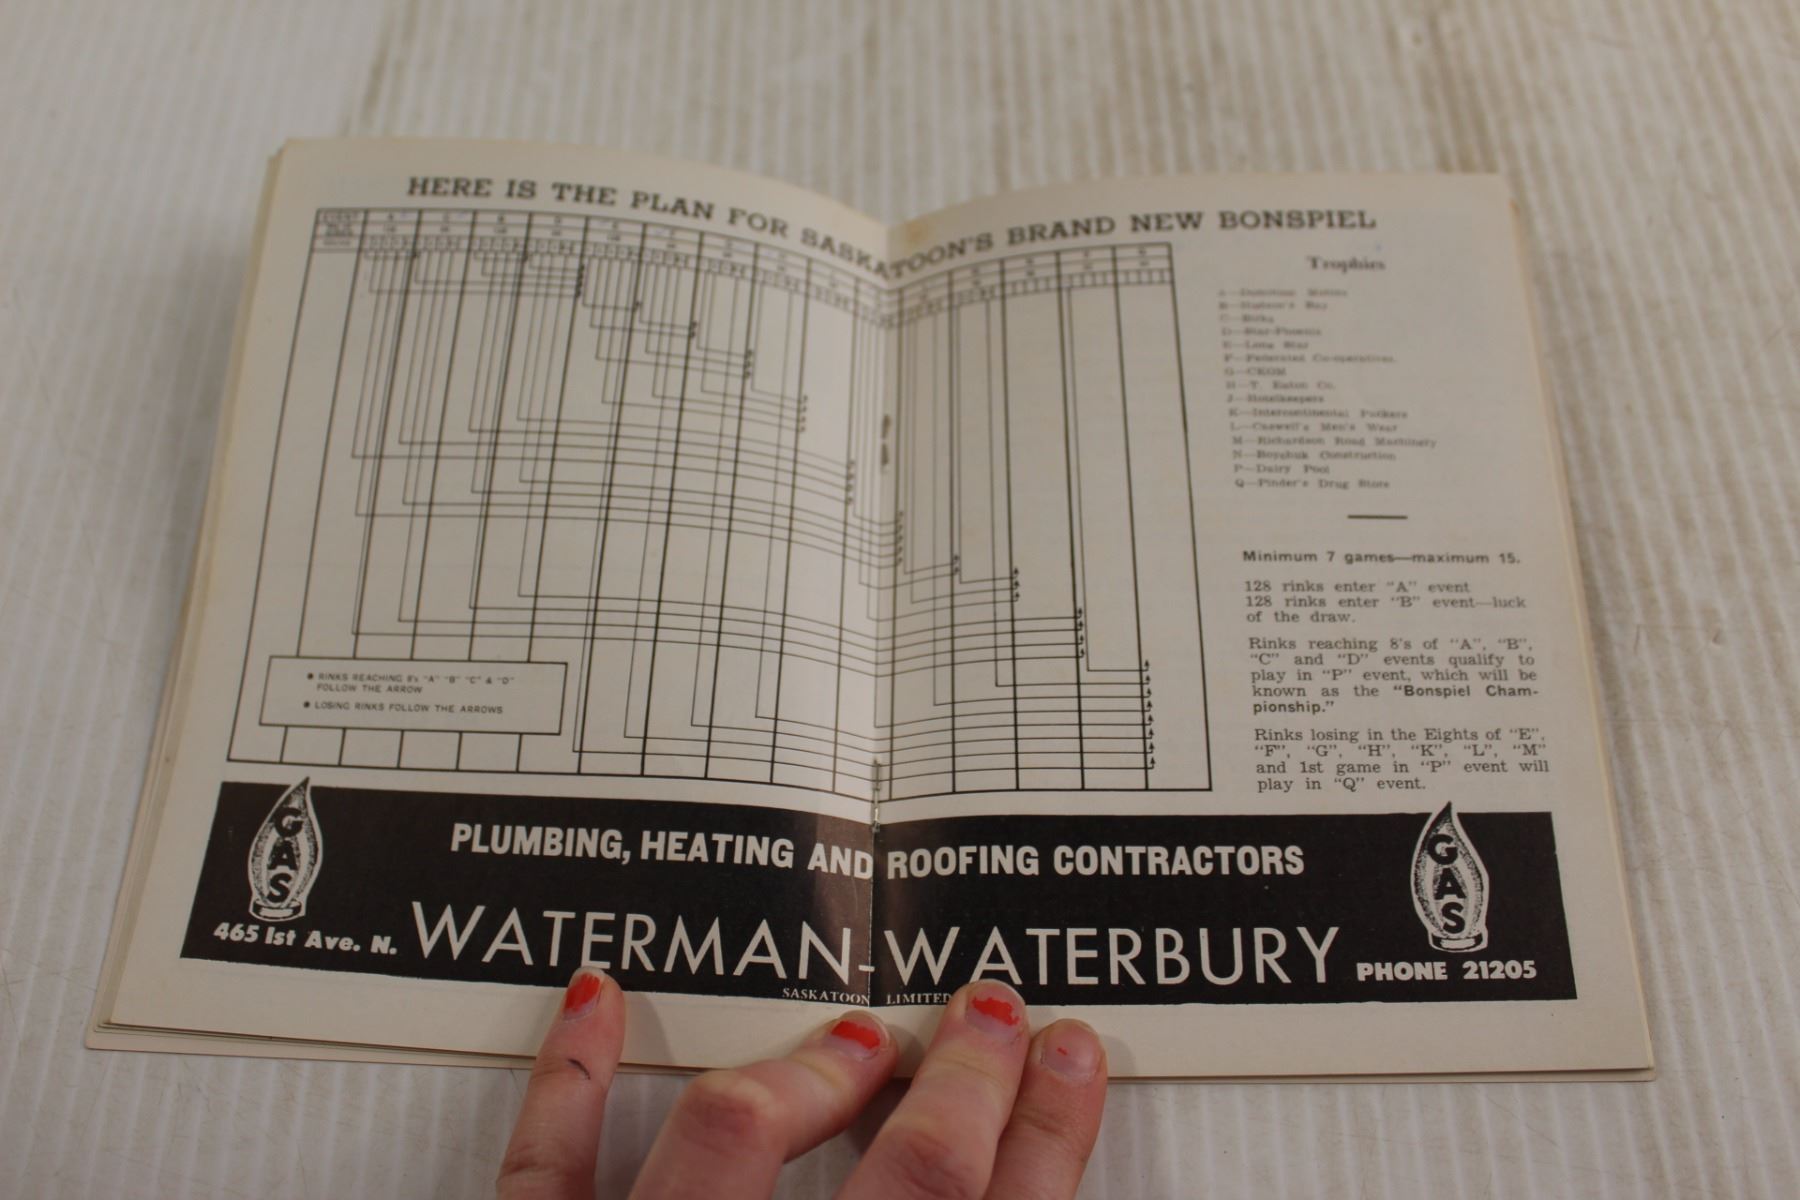 HERE IS THE PLAN FOR SASKATOON'S BRAND NEW BONSPIEL
Trophies
A—Dominion Motors
B—Hudson's Bay
C—Birks
D—Star-Phoenix
E—Lone Star
F—Federated Co-operatives.
G—CKOM
H—T. Eaton Co.
J—Hotelkeepers
K—Intercontinental Packers
L—Caswell's Men's Wear
M—Richardson Road Machinery
N—Boychuk Construction
P—Dairy Pool
Q—Pinder's Drug Store
Minimum 7 games—maximum 15.
128 rinks enter "A" event
128 rinks enter "B" event—luck
of the draw.
Rinks reaching 8's of "A", "B",
"C" and "D" events qualify to
play in "P" event, which will be
known as the "Bonspiel Cham-
pionship."
Rinks losing in the Eights of "E",
"F", "G", "H", "K", "L", "M"
and 1st game in "P" event will
play in "Q" event.
● RINKS REACHING 8's "A" "B" "C" & "D"
FOLLOW THE ARROW
● LOSING RINKS FOLLOW THE ARROWS
GAS
PLUMBING, HEATING AND ROOFING CONTRACTORS
GAS
465 1st Ave. N.
WATERMAN-WATERBURY
PHONE 21205
SASKATOON LIMITED